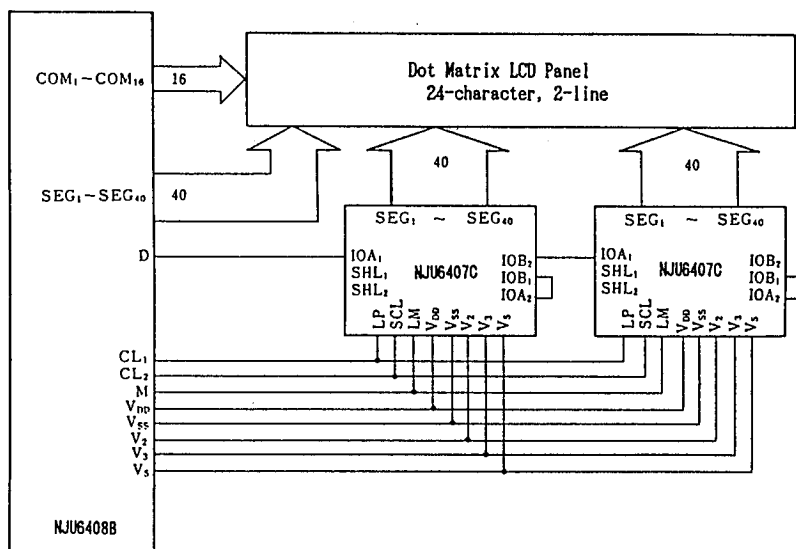 Dot Matrix LCD Panel
24-character, 2-line
COM₁~COM₁₆
16
SEG₁~SEG₄₀
40
40
40
SEG₁ ~ SEG₄₀
SEG₁ ~ SEG₄₀
D
IOA₁
SHL₁
SHL₂
NJU6407C
IOB₂
IOB₁
IOA₂
LP
SCL
LM
V_DD
V_SS
V₂
V₃
V₅
IOA₁
SHL₁
SHL₂
NJU6407C
IOB₂
IOB₁
IOA₂
LP
SCL
LM
V_DD
V_SS
V₂
V₃
V₅
CL₁
CL₂
M
V_DD
V_SS
V₂
V₃
V₅
NJU6408B